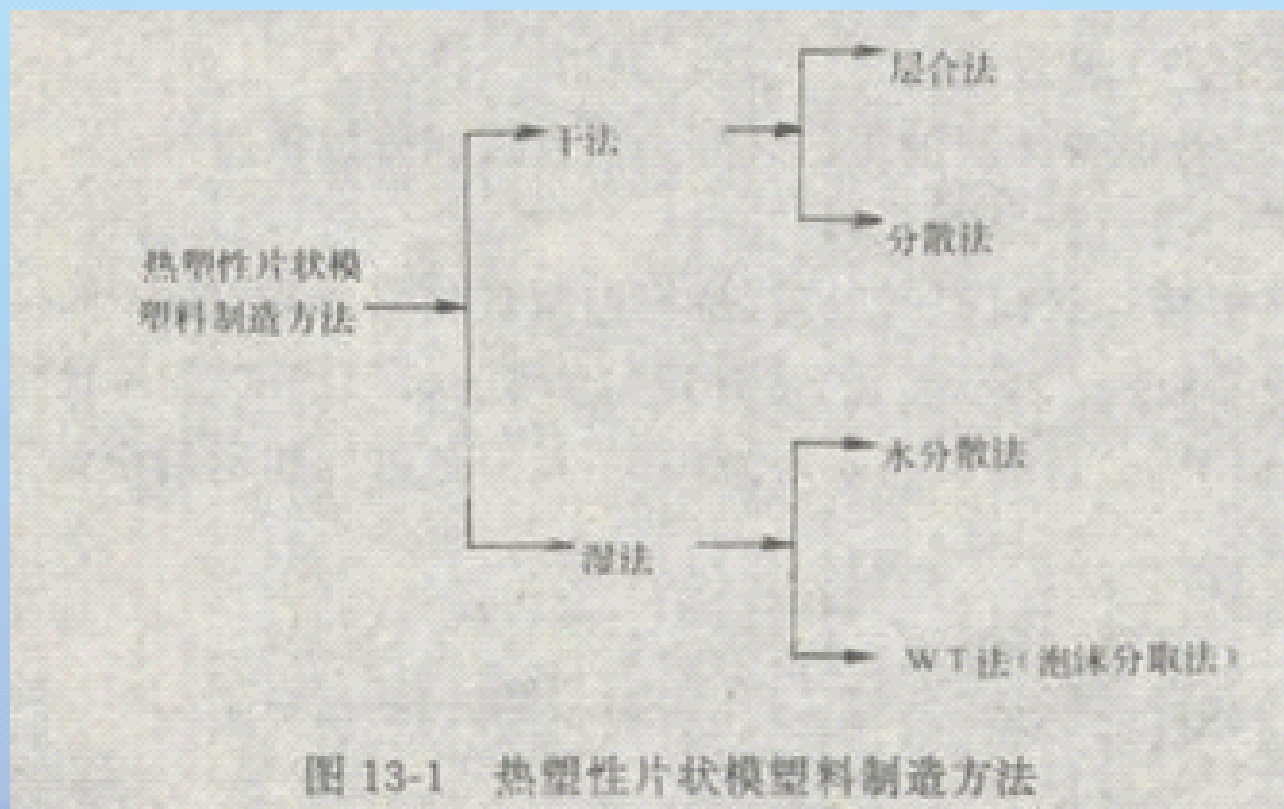 层合法
干法
分散法
热塑性片状模
塑料制造方法
水分散法
湿法
WT法(泡沫分取法)
图 13-1 热塑性片状模塑料制造方法